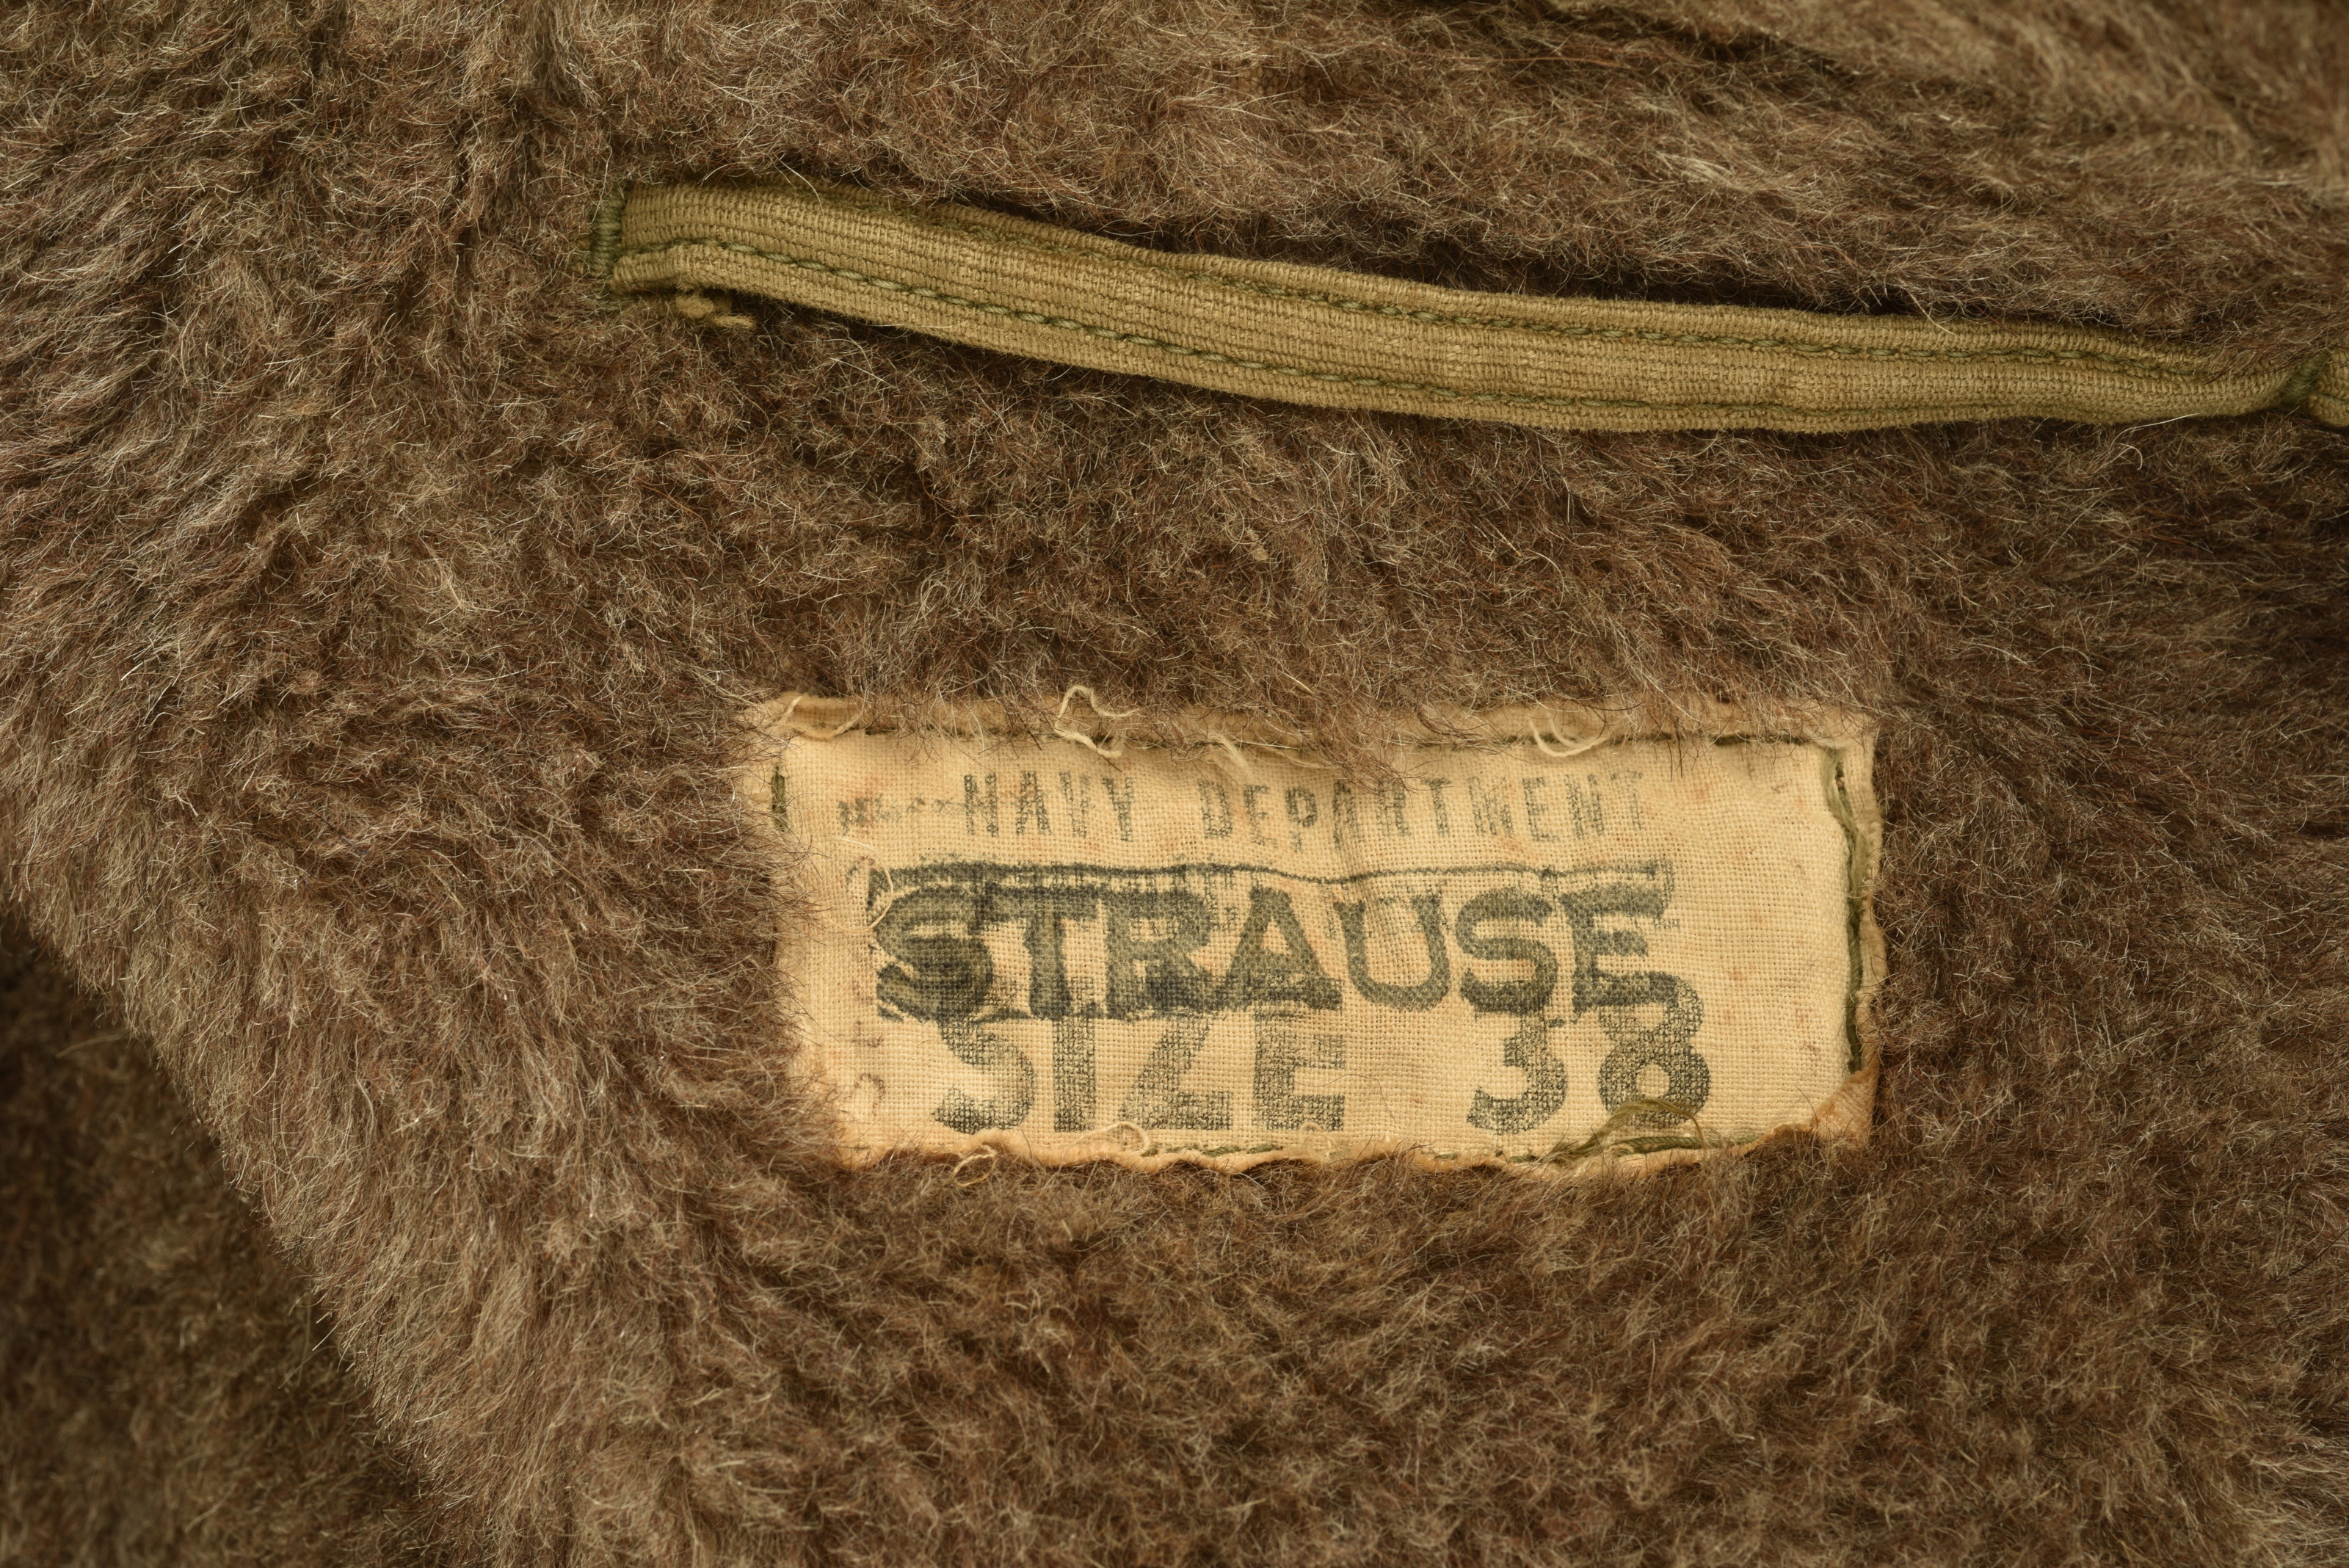 NAVY DEPARTMENT
STRAUSE
SIZE 38